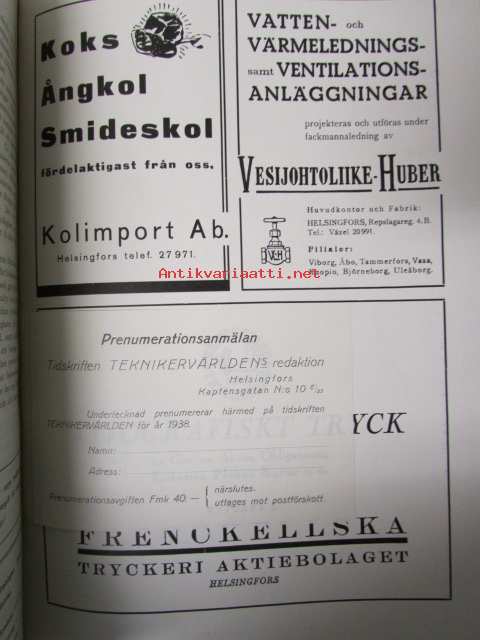 Koks
Ångkol
Smideskol
fördelaktigast från oss.
Kolimport Ab.
Helsingfors telef. 27971.
VATTEN- och
VÄRMELEDNINGS-
samt VENTILATIONS-
ANLÄGGNINGAR
projekteras och utföras under
fackmannaledning av
VESIJOHTOLIIKE-HUBER
Huvudkontor och Fabrik:
HELSINGFORS, Repslagareg. 4.B.
Tel.: Växel 20991.
Filialer:
Viborg, Åbo, Tammerfors, Vasa,
Kuopio, Björneborg, Uleåborg.
VLH
Antikvariaatti.net
Prenumerationsanmälan
Tidskriften TEKNIKERVÄRLDENS redaktion
Helsingfors
Kaptensgatan N:o 10
Undertecknad prenumererar härmed på tidskriften
TEKNIKERVÄRLDEN för år 1938.
Namn:
Adress:
Prenumerationsavgiften Fmk 40.— närslutes.
uttages mot postförskott.
YCK
FRENCKELLSKA
TRYCKERI AKTIEBOLAGET
HELSINGFORS